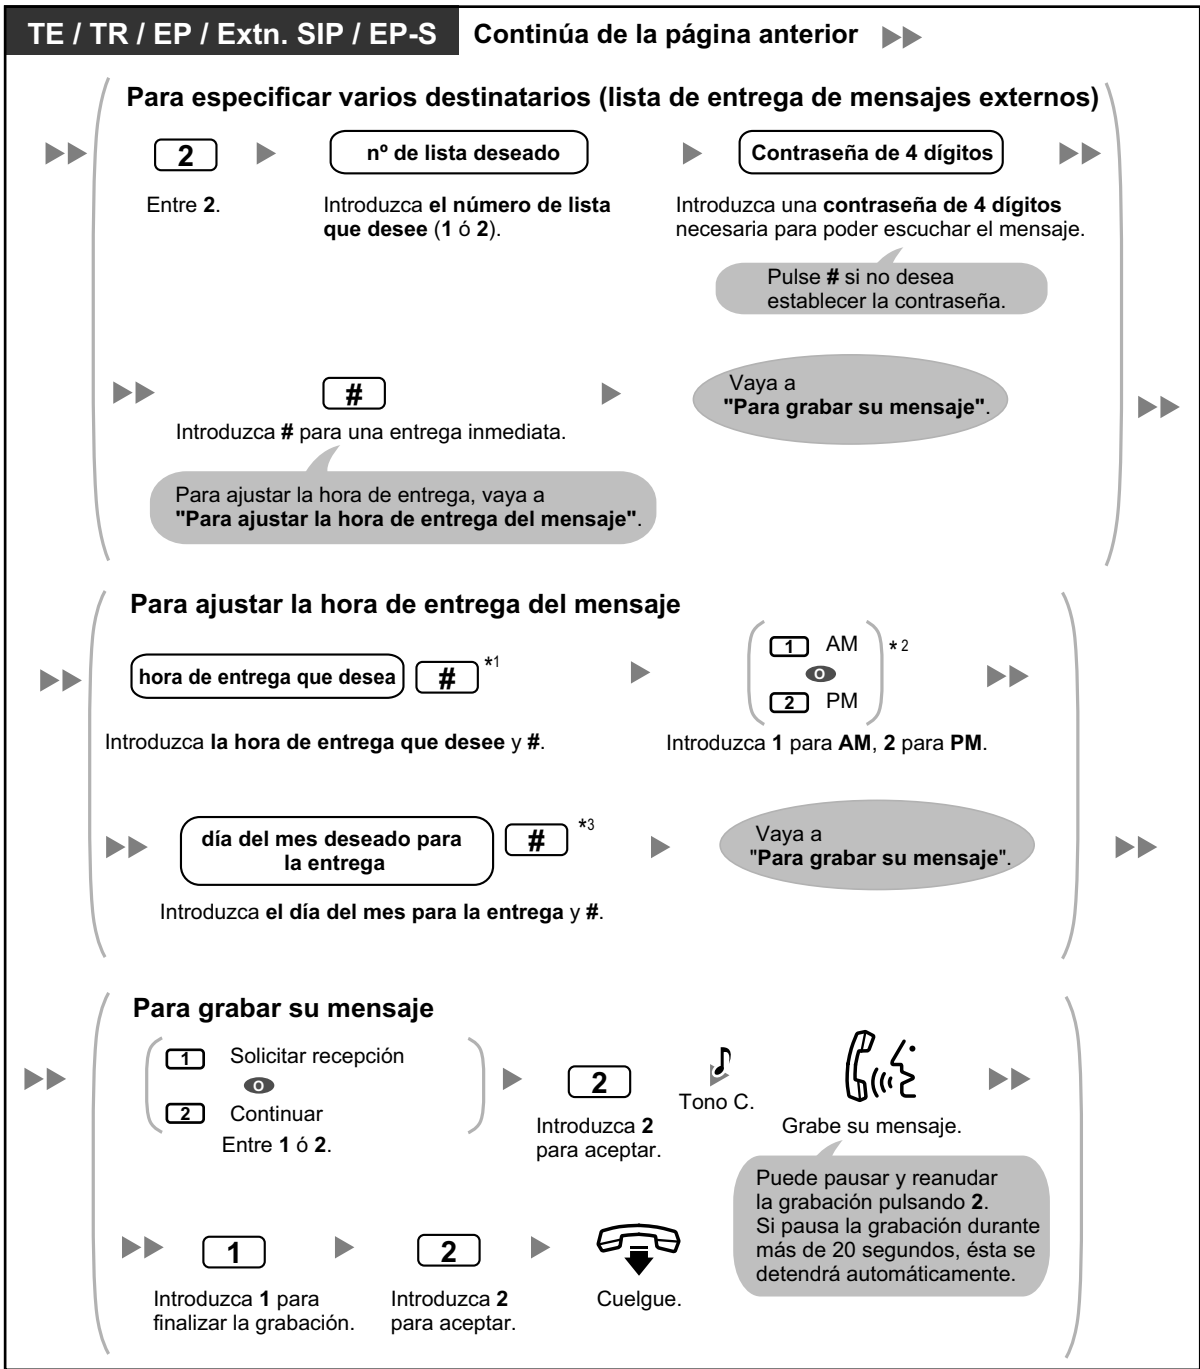 TE / TR / EP / Extn. SIP / EP-S
Continúa de la página anterior
Para especificar varios destinatarios (lista de entrega de mensajes externos)
2
nº de lista deseado
Contraseña de 4 dígitos
Entre 2.
Introduzca el número de lista
que desee (1 ó 2).
Introduzca una contraseña de 4 dígitos
necesaria para poder escuchar el mensaje.
Pulse # si no desea
establecer la contraseña.
#
Introduzca # para una entrega inmediata.
Vaya a
"Para grabar su mensaje".
Para ajustar la hora de entrega, vaya a
"Para ajustar la hora de entrega del mensaje".
Para ajustar la hora de entrega del mensaje
hora de entrega que desea
# *1
1 AM
O
2 PM
*2
Introduzca la hora de entrega que desee y #.
Introduzca 1 para AM, 2 para PM.
día del mes deseado para
la entrega
# *3
Vaya a
"Para grabar su mensaje".
Introduzca el día del mes para la entrega y #.
Para grabar su mensaje
1 Solicitar recepción
O
2 Continuar
Entre 1 ó 2.
2
Introduzca 2
para aceptar.
Tono C.
Grabe su mensaje.
Puede pausar y reanudar
la grabación pulsando 2.
Si pausa la grabación durante
más de 20 segundos, ésta se
detendrá automáticamente.
1
Introduzca 1 para
finalizar la grabación.
2
Introduzca 2
para aceptar.
Cuelgue.